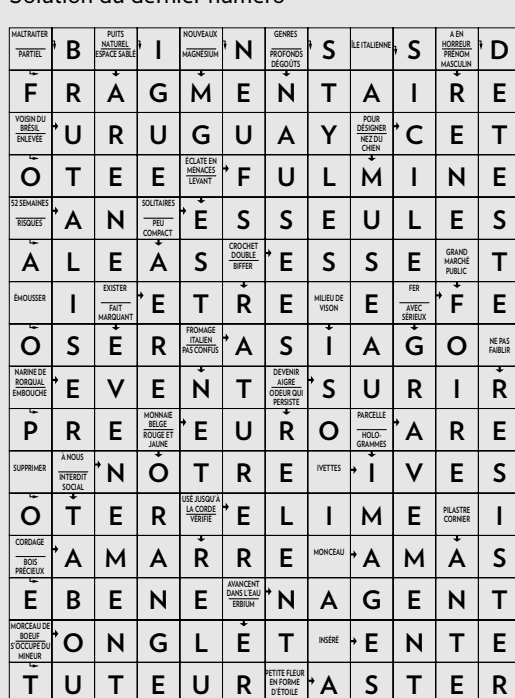 Solution du dernier numéro
MALTRAITER PARTIEL B PUITS NATUREL ESPACE SABLE I NOUVEAUX MAGNÉSIUM N GENRES PROFONDS DÉGOÛTS S ÎLE ITALIENNE S A EN HORREUR PRÉNOM MASCULIN D
F R A G M E N T A I R E
VOISIN DU BRÉSIL ENLEVÉE U R U G U A Y POUR DÉSIGNER NEZ DU CHIEN C E T
O T E E ÉCLATE EN MENACES LEVANT F U L M I N E
52 SEMAINES RISQUES A N SOLITAIRES PEU COMPACT E S S E U L E S
A L E A S CROCHET DOUBLE BIFFER E S S E GRAND MARCHÉ PUBLIC T
ÉMOUSSER I EXISTER FAIT MARQUANT E T R E MILIEU DE VISON E FER AVEC SÉRIEUX F E
O S E R FROMAGE ITALIEN PAS CONFUS A S I A G O NE PAS FAIBLIR
NARINE DE RORQUAL EMBOUCHE E V E N T DEVENIR AIGRE ODEUR QUI PERSISTE S U R I R
P R E MONNAIE BELGE ROUGE ET JAUNE E U R O PARCELLE HOLO- GRAMMES A R E
SUPPRIMER À NOUS INTERDIT SOCIAL N O T R E IVETTES I V E S
O T E R USÉ JUSQU'À LA CORDE VÉRIFIÉ E L I M E PILASTRE CORNIER I
CORDAGE BOIS PRÉCIEUX A M A R R E MONCEAU A M A S
E B E N E AVANCENT DANS L'EAU ERBIUM N A G E N T
MORCEAU DE BOEUF S'OCCUPE DU MINEUR O N G L E T INSÉRÉ E N T E
T U T E U R PETITE FLEUR EN FORME D'ÉTOILE A S T E R